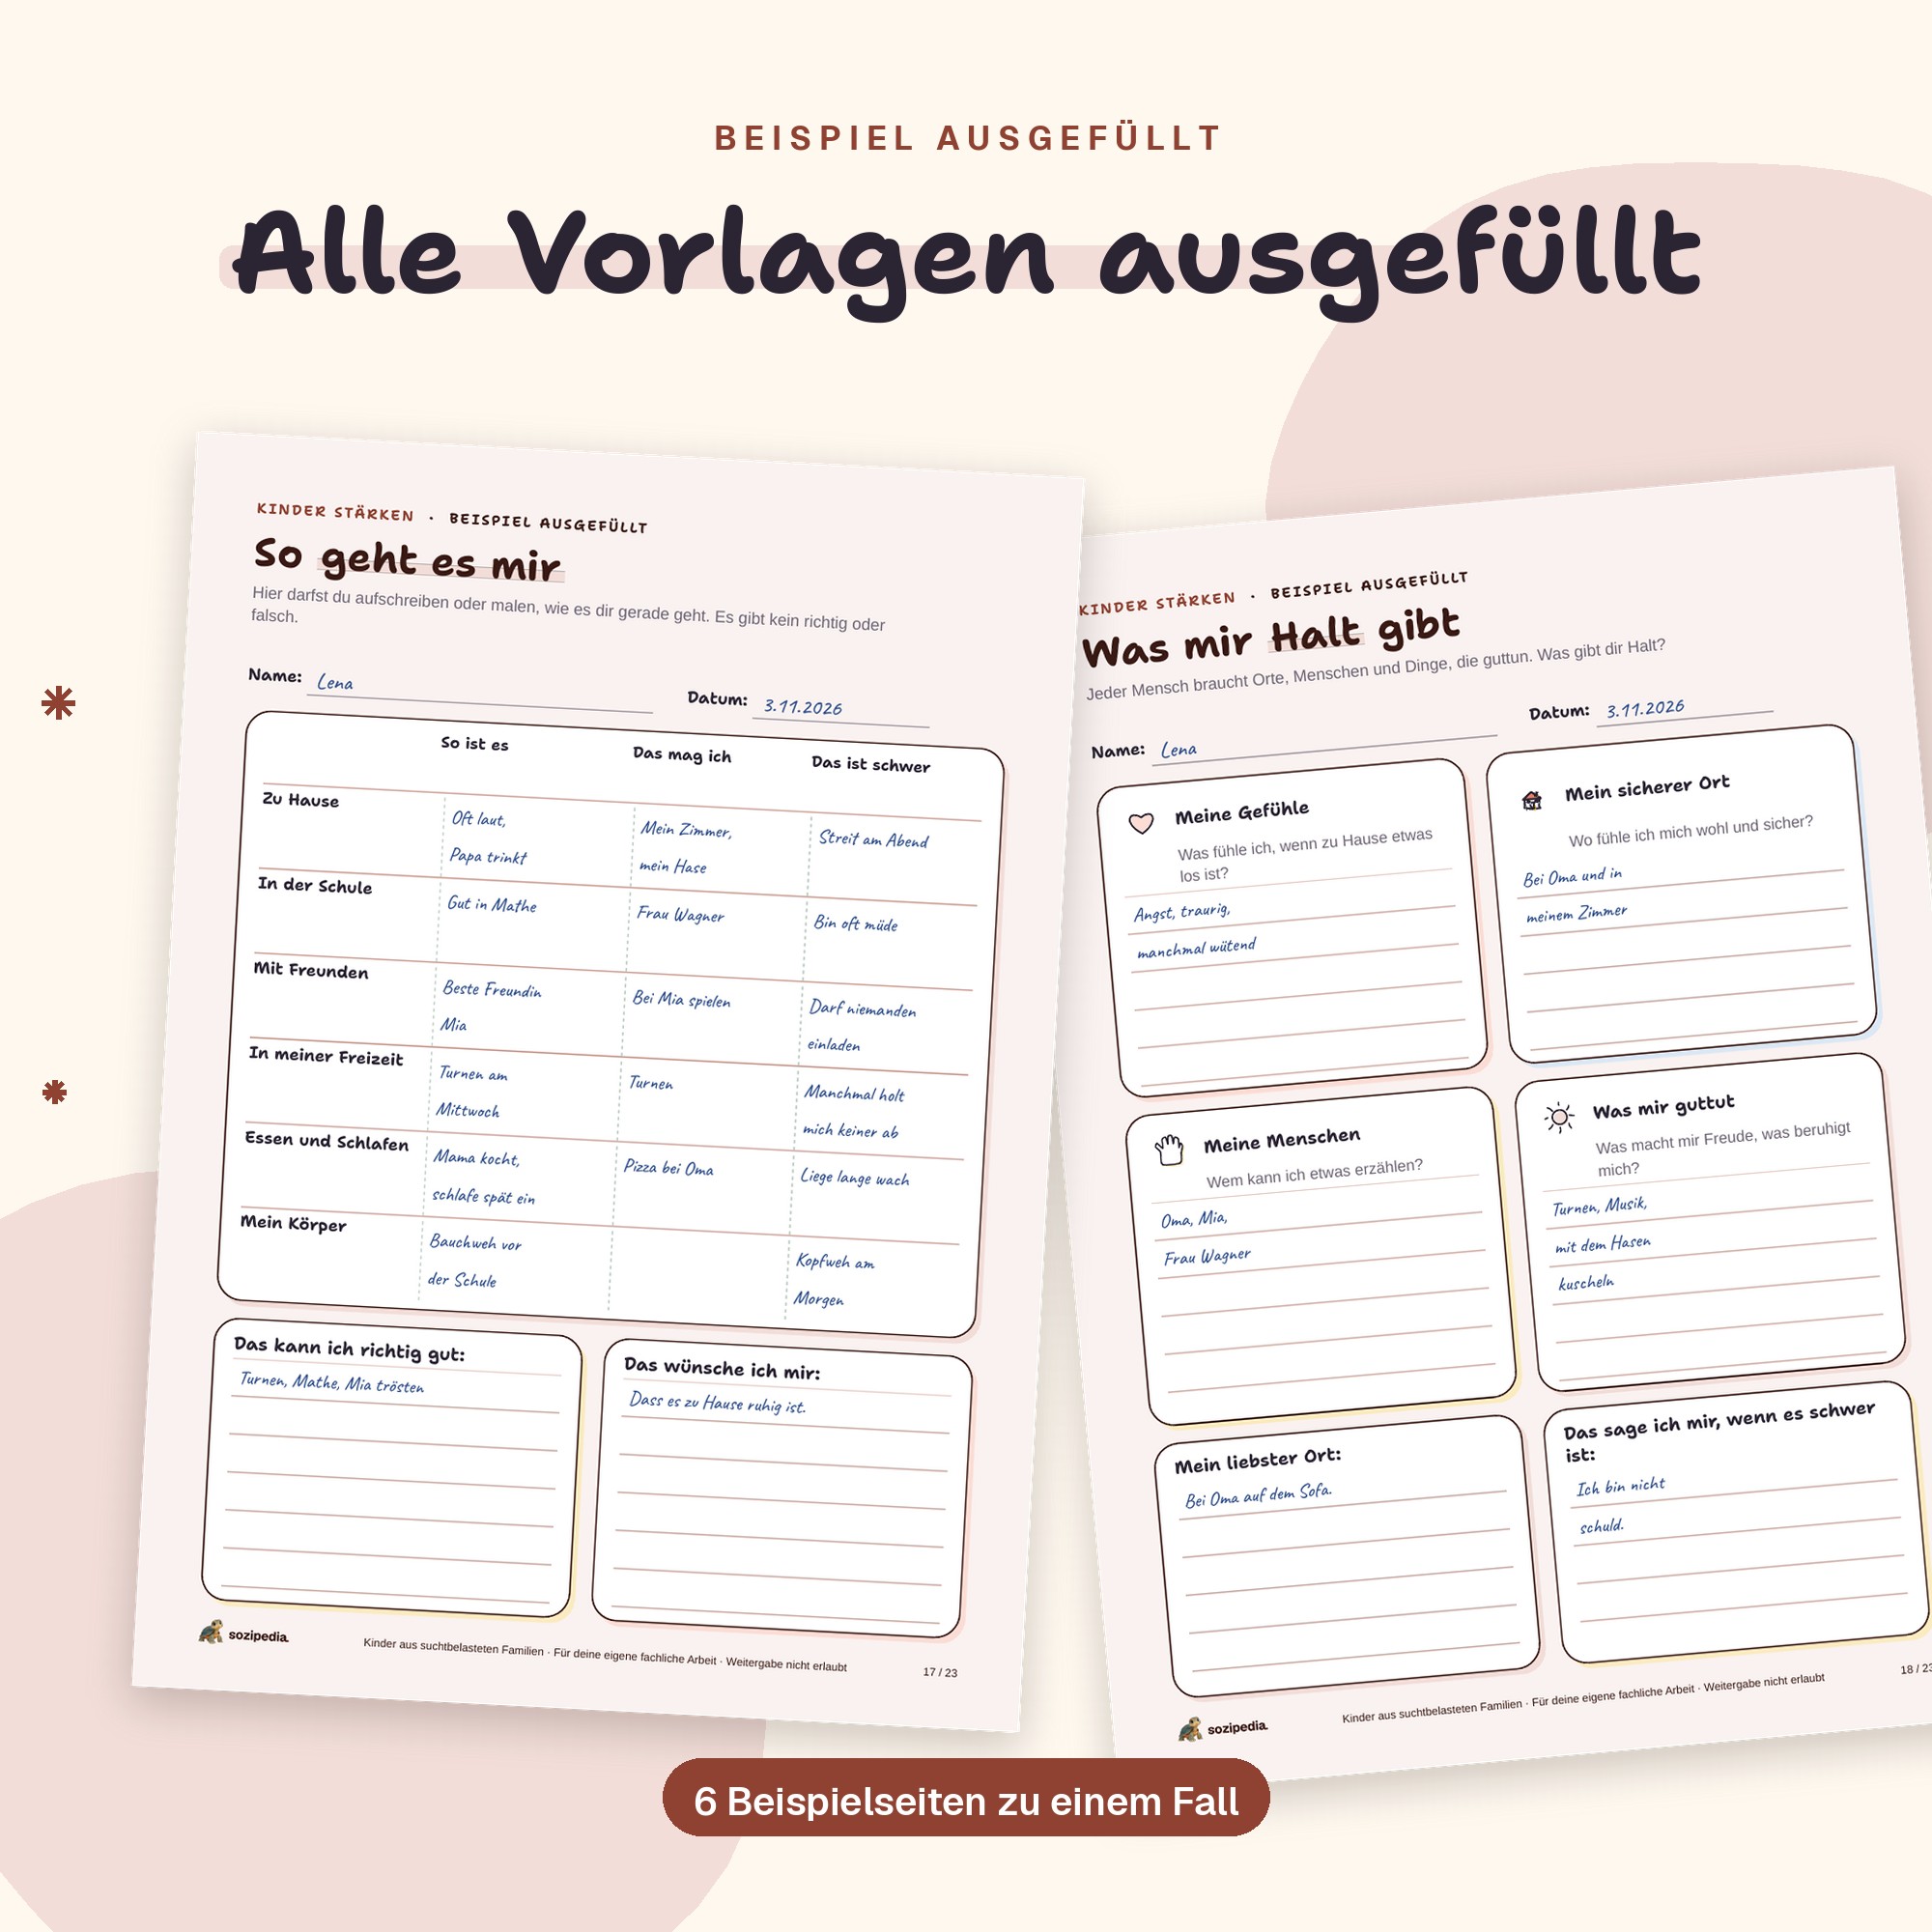 BEISPIEL AUSGEFÜLLT
Alle Vorlagen ausgefüllt
KINDER STÄRKEN · BEISPIEL AUSGEFÜLLT
So geht es mir
Hier darfst du aufschreiben oder malen, wie es dir gerade geht. Es gibt kein richtig oder
falsch.
Name: Lena
Datum: 3.11.2026
So ist es
Das mag ich
Das ist schwer
Zu Hause
Oft laut,
Papa trinkt
Mein Zimmer,
mein Hase
Streit am Abend
In der Schule
Gut in Mathe
Frau Wagner
Bin oft müde
Mit Freunden
Beste Freundin
Mia
Bei Mia spielen
Darf niemanden
einladen
In meiner Freizeit
Turnen am
Mittwoch
Turnen
Manchmal holt
mich keiner ab
Essen und Schlafen
Mama kocht,
schlafe spät ein
Pizza bei Oma
Liege lange wach
Mein Körper
Bauchweh vor
der Schule
Kopfweh am
Morgen
Das kann ich richtig gut:
Turnen, Mathe, Mia trösten
Das wünsche ich mir:
Dass es zu Hause ruhig ist.
sozipedia.
Kinder aus suchtbelasteten Familien · Für deine eigene fachliche Arbeit · Weitergabe nicht erlaubt
17 / 23
KINDER STÄRKEN · BEISPIEL AUSGEFÜLLT
Was mir Halt gibt
Jeder Mensch braucht Orte, Menschen und Dinge, die guttun. Was gibt dir Halt?
Name: Lena
Datum: 3.11.2026
Meine Gefühle
Was fühle ich, wenn zu Hause etwas
los ist?
Angst, traurig,
manchmal wütend
Mein sicherer Ort
Wo fühle ich mich wohl und sicher?
Bei Oma und in
meinem Zimmer
Meine Menschen
Wem kann ich etwas erzählen?
Oma, Mia,
Frau Wagner
Was mir guttut
Was macht mir Freude, was beruhigt
mich?
Turnen, Musik,
mit dem Hasen
kuscheln
Mein liebster Ort:
Bei Oma auf dem Sofa.
Das sage ich mir, wenn es schwer
ist:
Ich bin nicht
schuld.
sozipedia.
Kinder aus suchtbelasteten Familien · Für deine eigene fachliche Arbeit · Weitergabe nicht erlaubt
18 / 23
6 Beispielseiten zu einem Fall